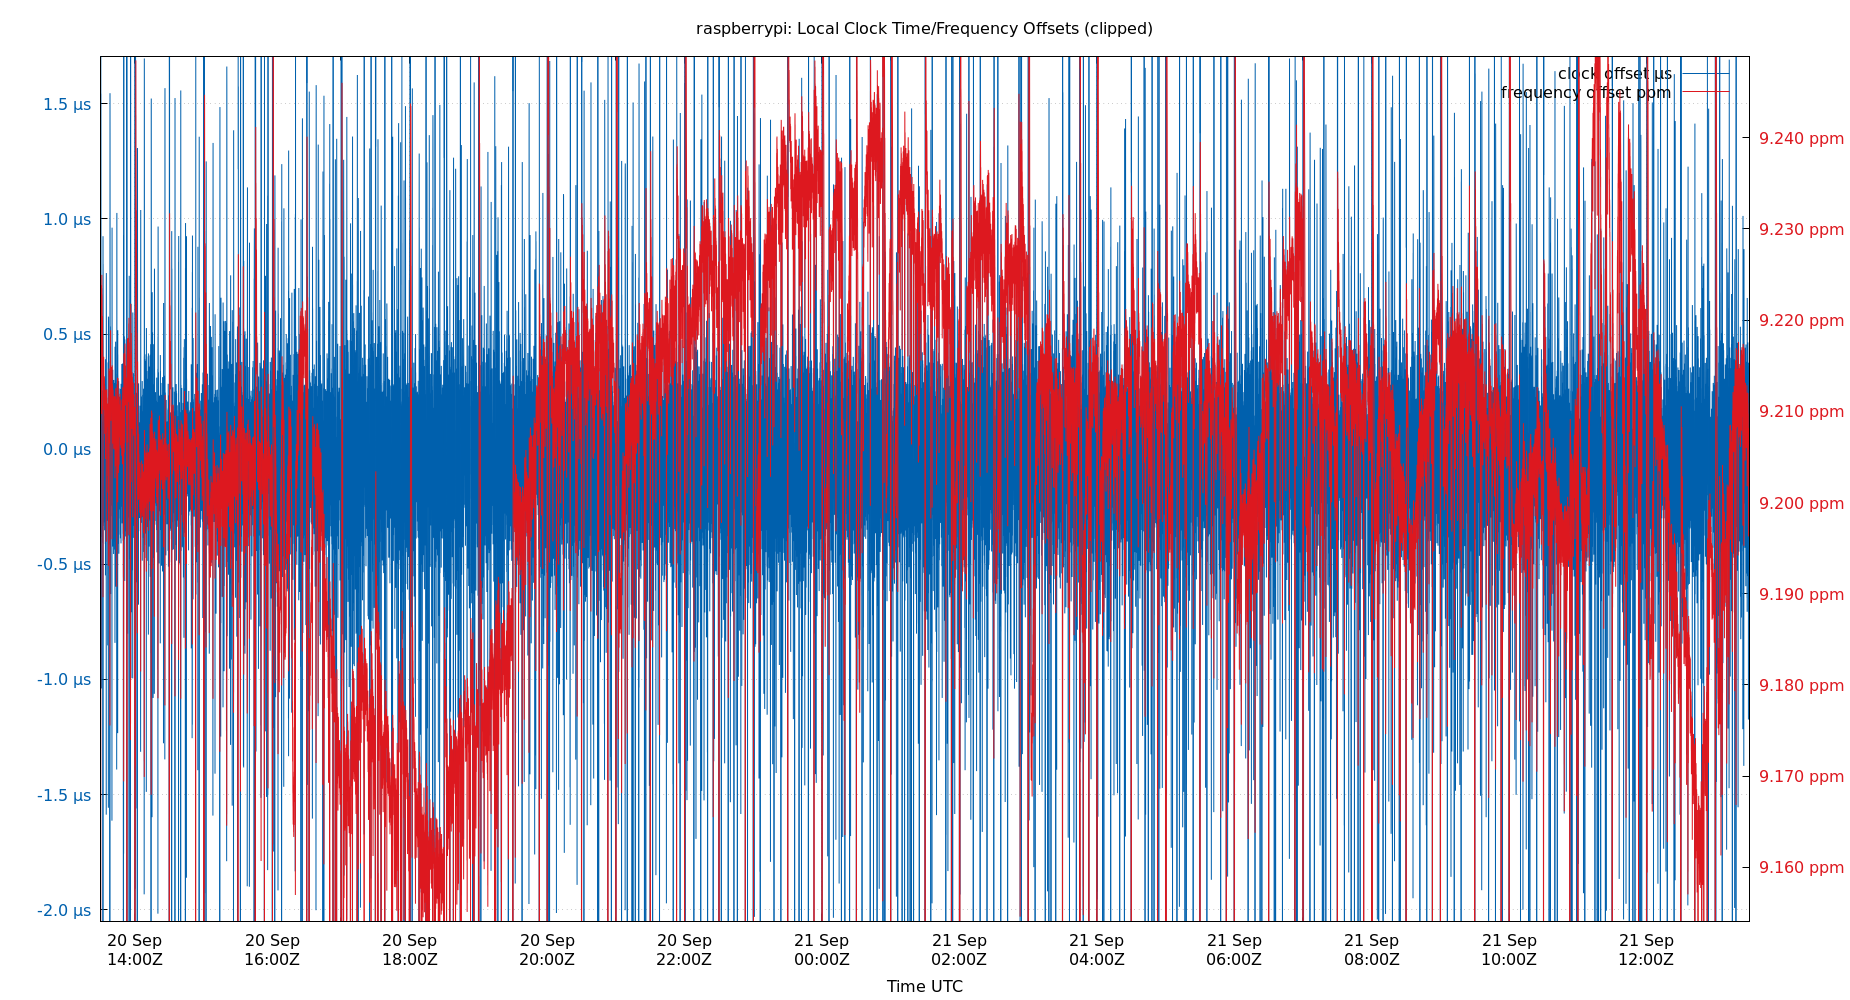 raspberrypi: Local Clock Time/Frequency Offsets (clipped)
clock offset µs
frequency offset ppm
1.5 µs
1.0 µs
0.5 µs
0.0 µs
-0.5 µs
-1.0 µs
-1.5 µs
-2.0 µs
9.240 ppm
9.230 ppm
9.220 ppm
9.210 ppm
9.200 ppm
9.190 ppm
9.180 ppm
9.170 ppm
9.160 ppm
20 Sep 20 Sep 20 Sep 20 Sep 20 Sep 21 Sep 21 Sep 21 Sep 21 Sep 21 Sep 21 Sep 21 Sep
14:00Z 16:00Z 18:00Z 20:00Z 22:00Z 00:00Z 02:00Z 04:00Z 06:00Z 08:00Z 10:00Z 12:00Z
Time UTC